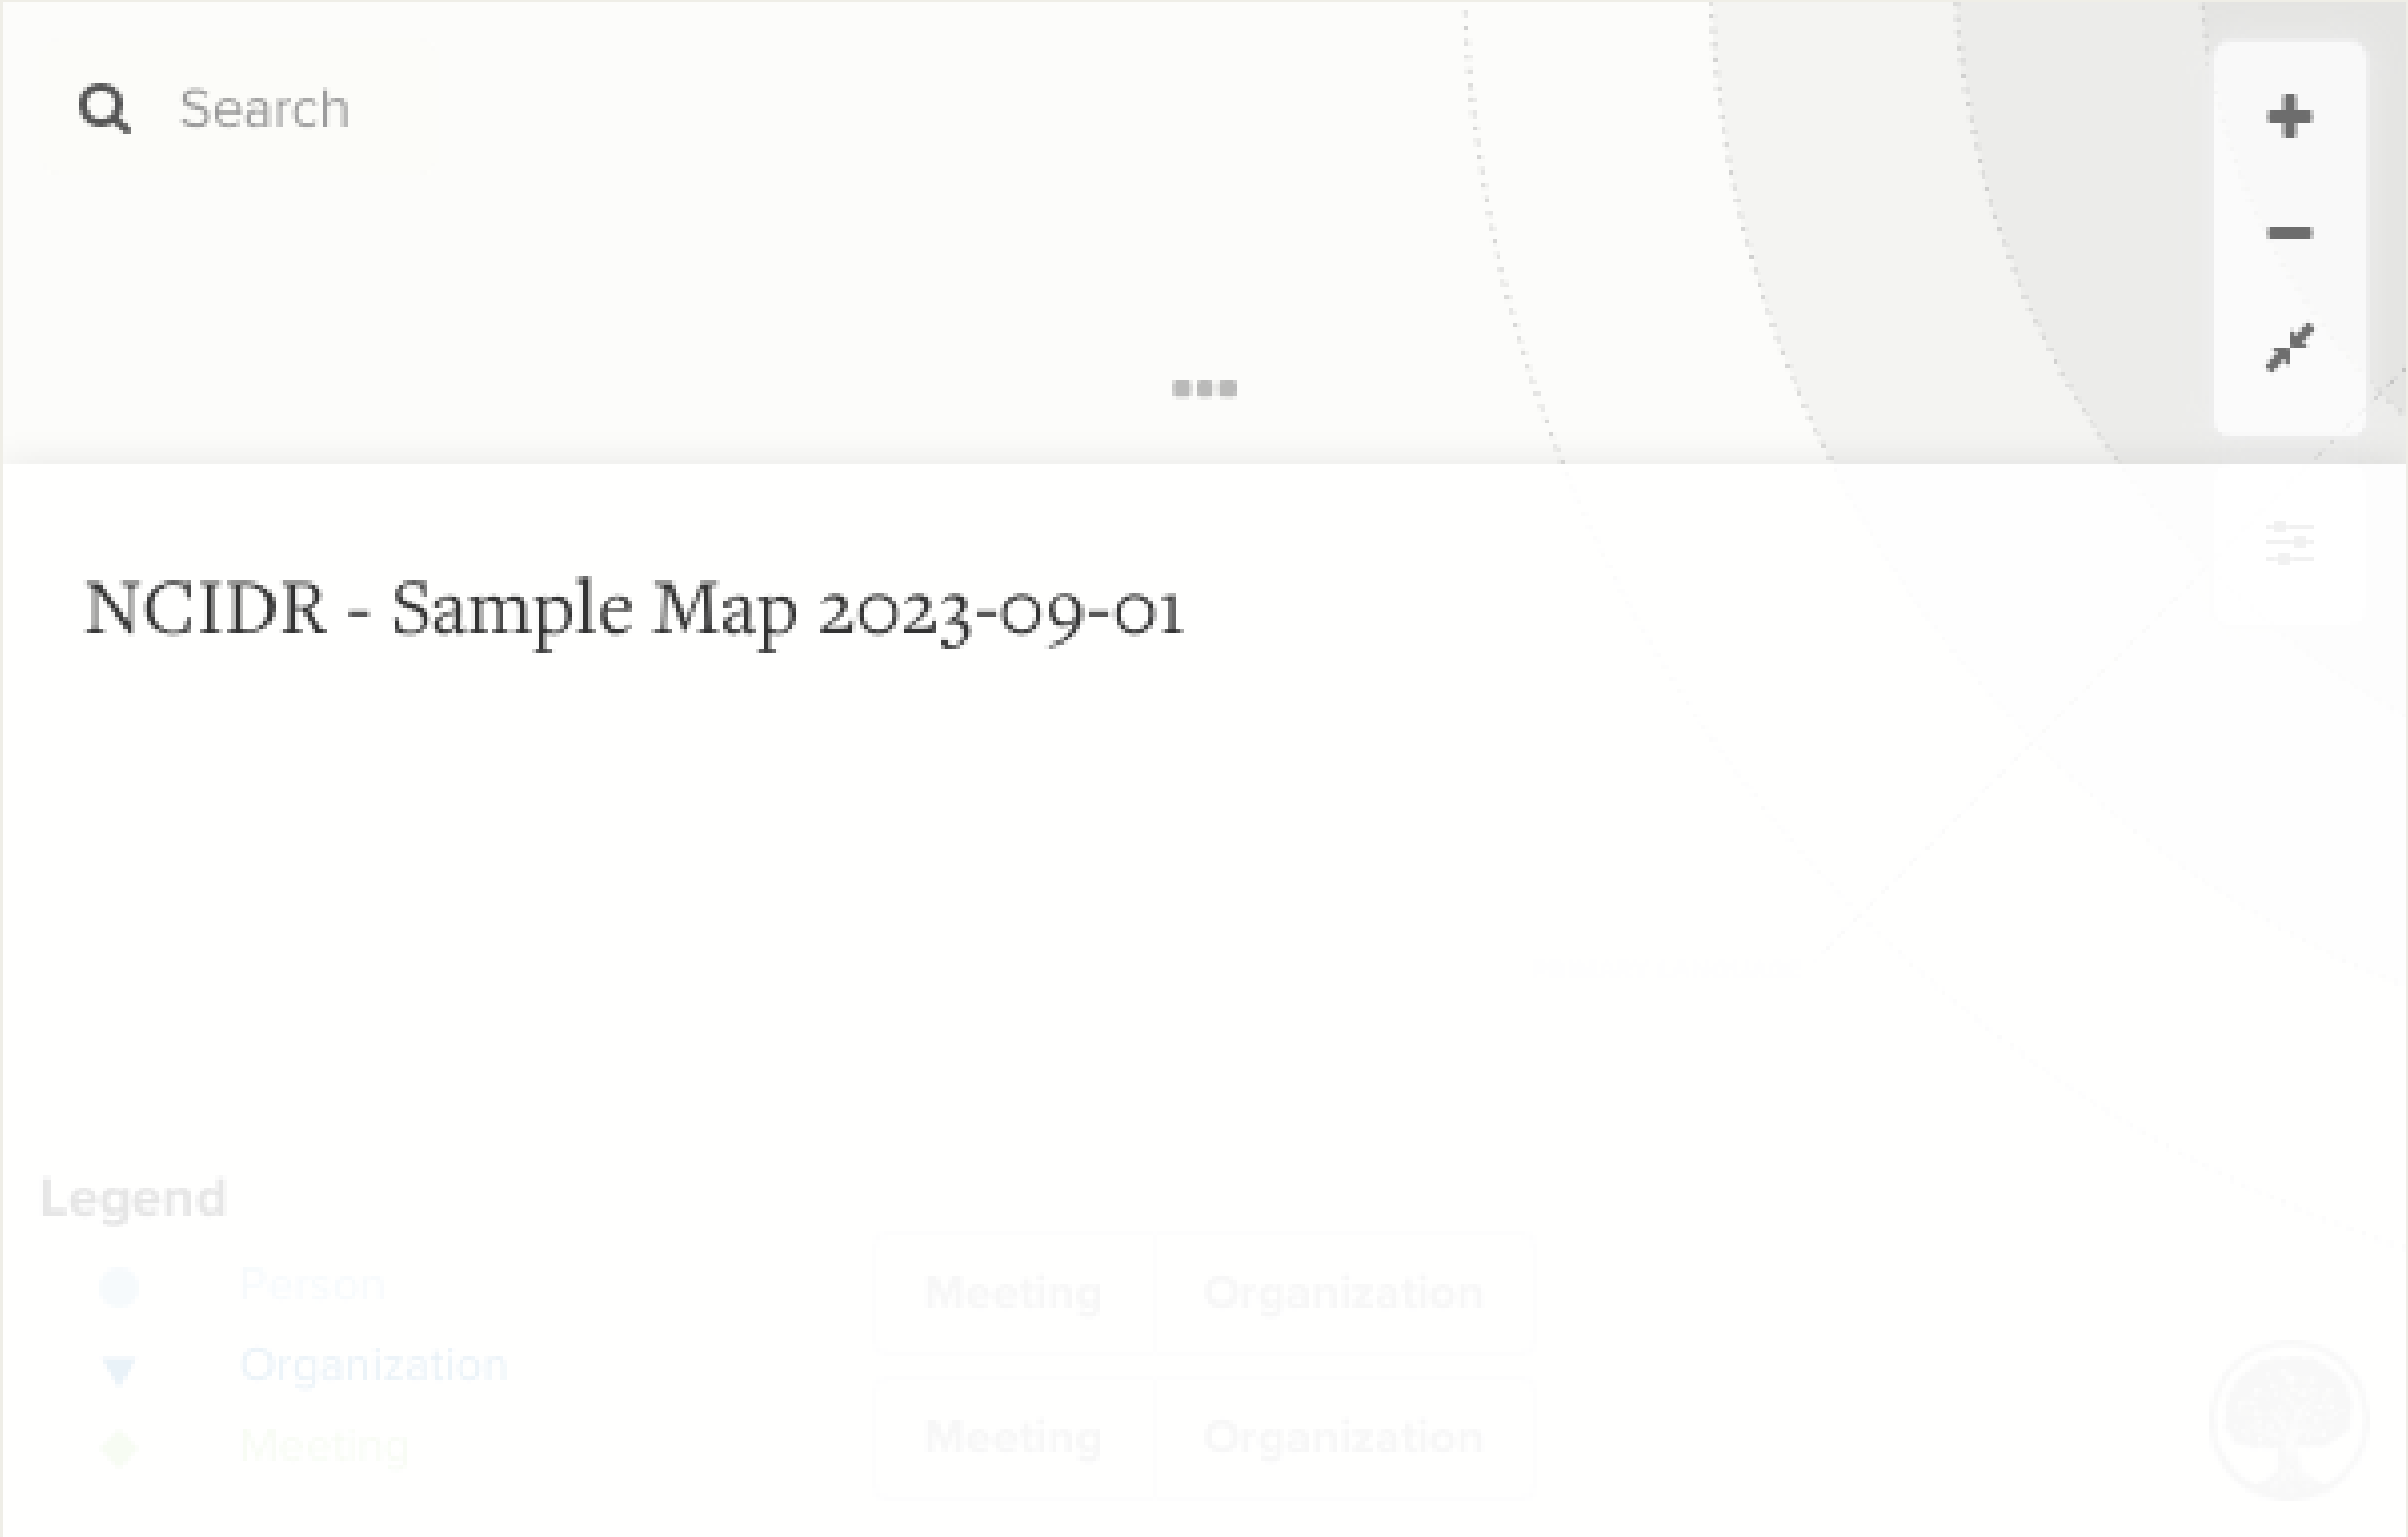 Search
NCIDR - Sample Map 2023-09-01
Legend
Person
Organization
Meeting
Meeting Organization
Meeting Organization